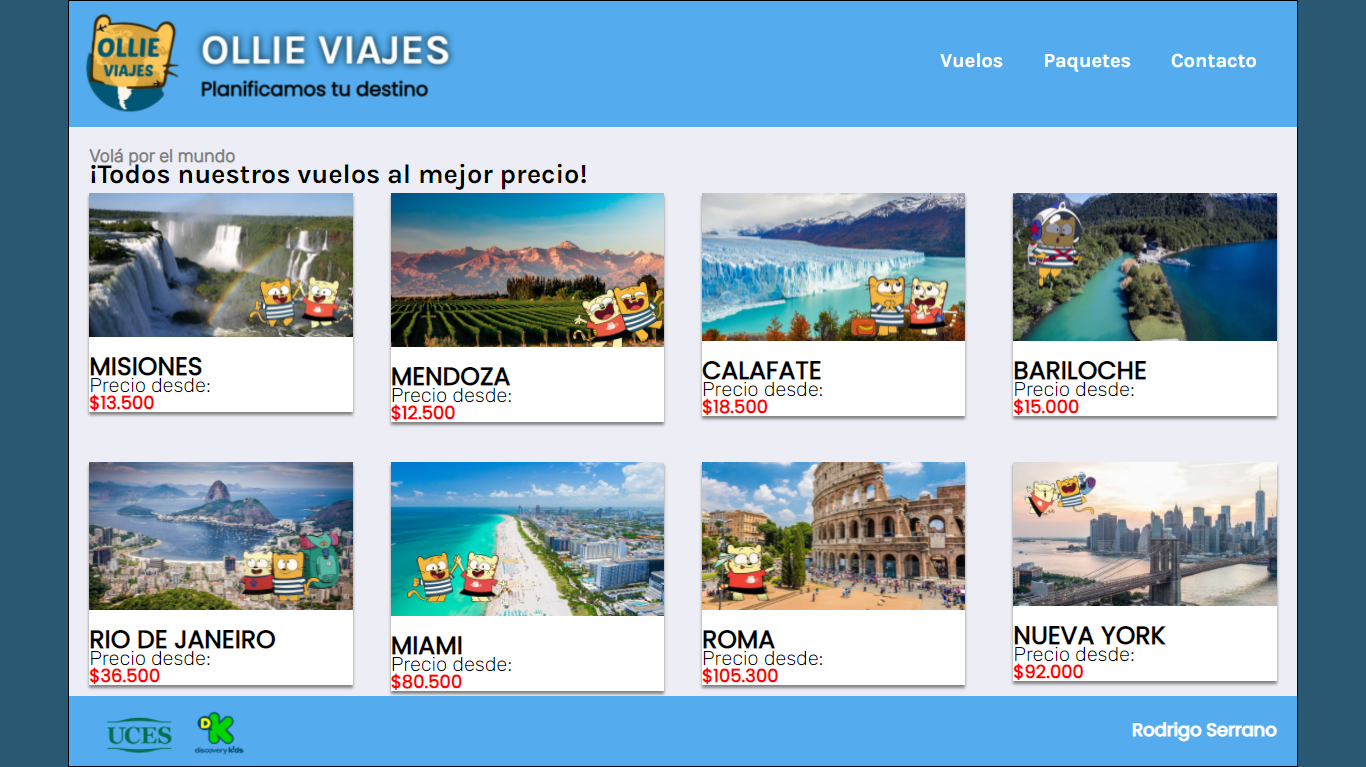 OLLIE
VIAJES
OLLIE VIAJES
Planificamos tu destino
Vuelos Paquetes Contacto
Volá por el mundo
¡Todos nuestros vuelos al mejor precio!
MISIONES
Precio desde:
$13.500
MENDOZA
Precio desde:
$12.500
CALAFATE
Precio desde:
$18.500
BARILOCHE
Precio desde:
$15.000
RIO DE JANEIRO
Precio desde:
$36.500
MIAMI
Precio desde:
$80.500
ROMA
Precio desde:
$105.300
NUEVA YORK
Precio desde:
$92.000
UCES
DK
discovery kids
Rodrigo Serrano